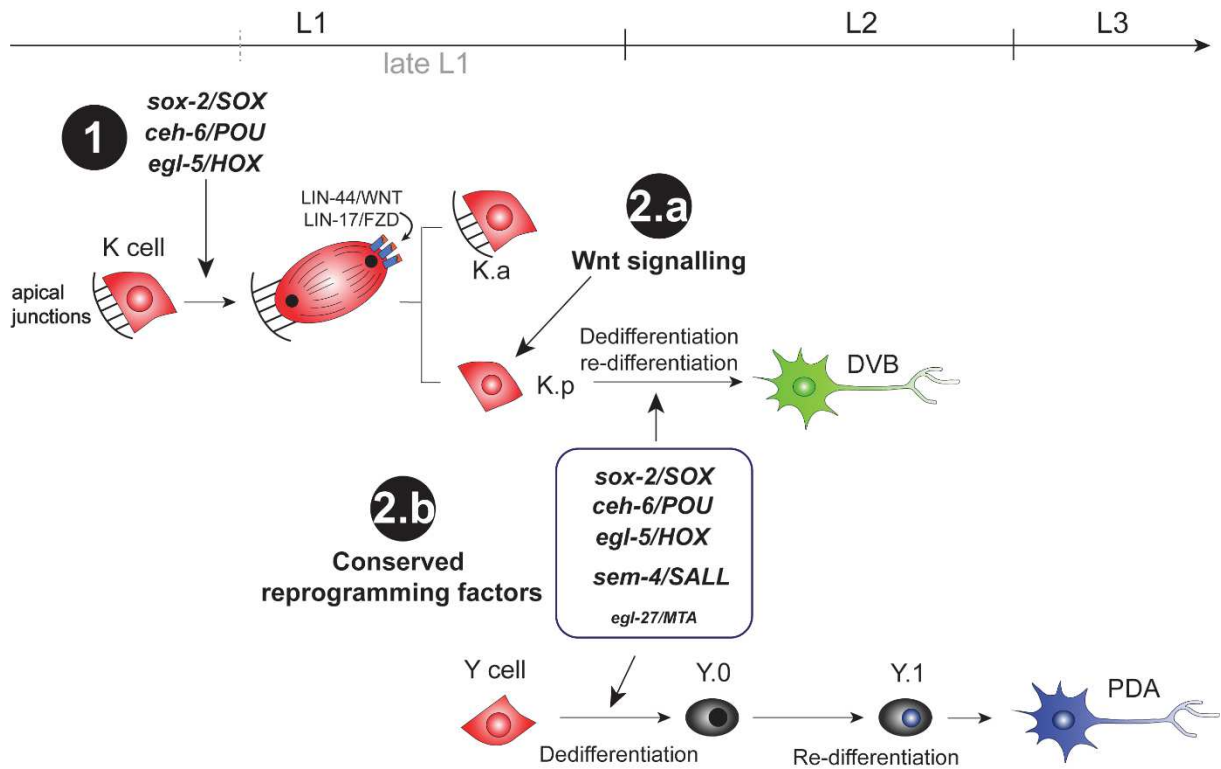 L1
L2
L3
late L1
1
sox-2/SOX
ceh-6/POU
egl-5/HOX
LIN-44/WNT
LIN-17/FZD
K cell
apical
junctions
K.a
2.a
Wnt signalling
K.p
Dedifferentiation
re-differentiation
DVB
2.b
Conserved
reprogramming factors
sox-2/SOX
ceh-6/POU
egl-5/HOX
sem-4/SALL
egl-27/MTA
Y cell
Y.0
Y.1
PDA
Dedifferentiation
Re-differentiation